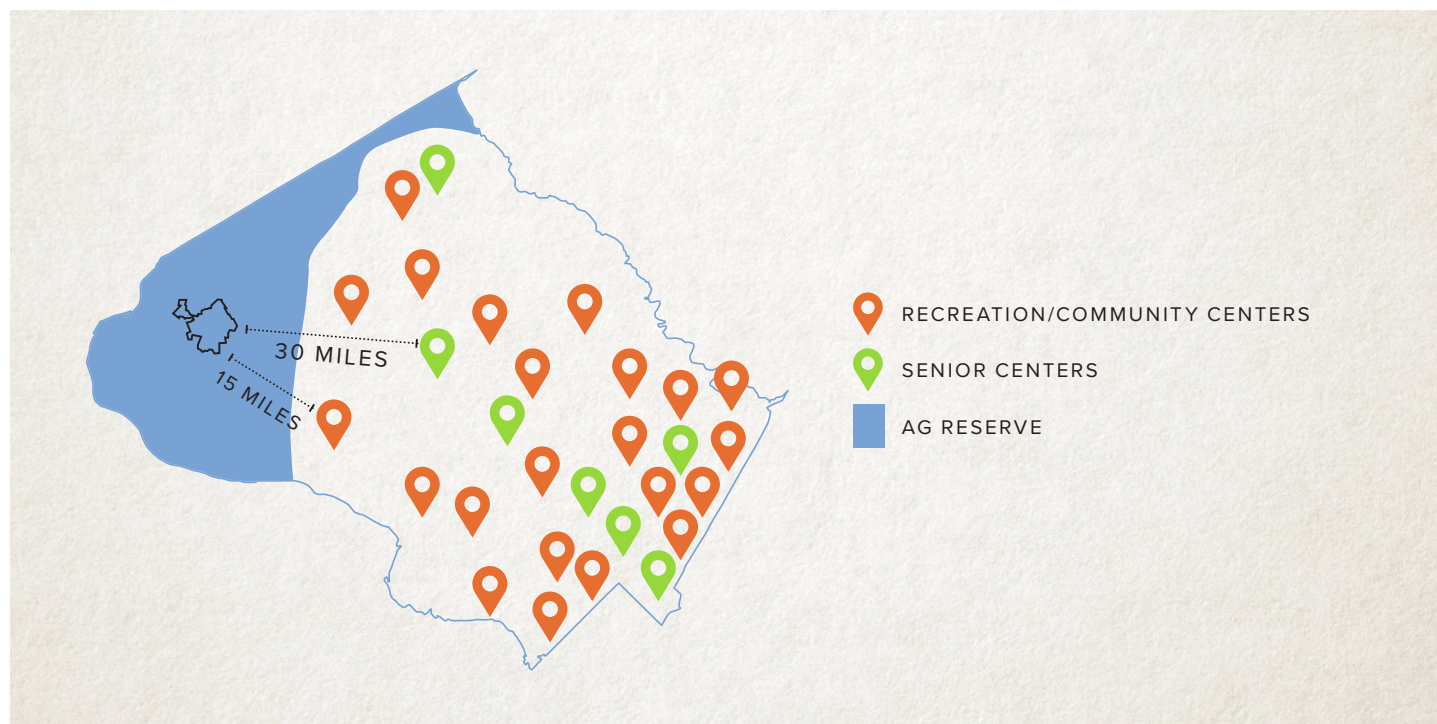 30 MILES
15 MILES
RECREATION/COMMUNITY CENTERS
SENIOR CENTERS
AG RESERVE